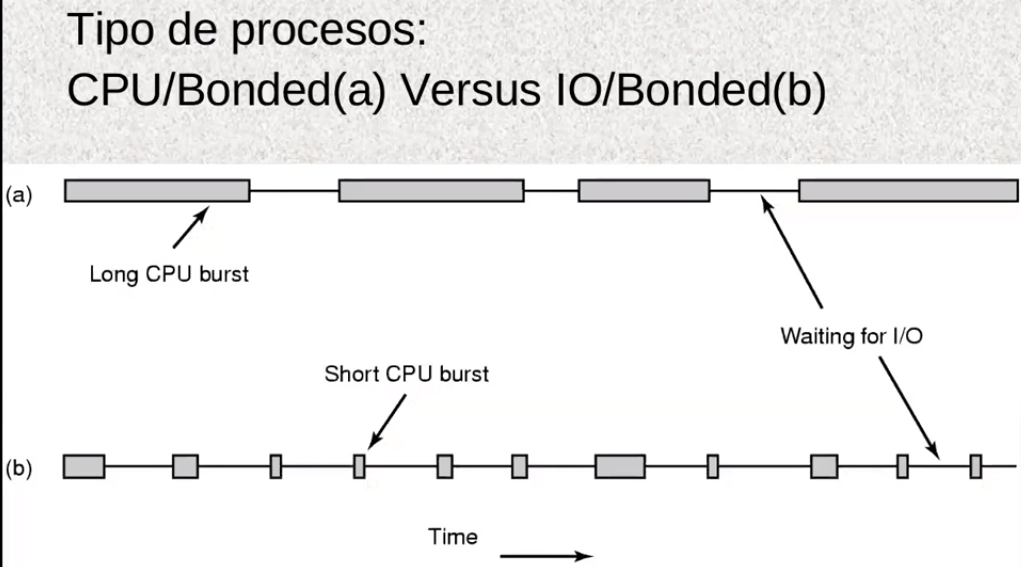 Tipo de procesos:
CPU/Bonded(a) Versus IO/Bonded(b)
(a)
Long CPU burst
Waiting for I/O
Short CPU burst
(b)
Time